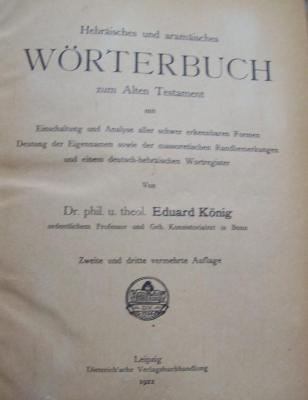 Hebräisches und aramäisches
WÖRTERBUCH
zum Alten Testament
mit
Einschaltung und Analyse aller schwer erkennbaren Formen
Deutung der Eigennamen sowie der massoretischen Randbemerkungen
und einem deutsch-hebräischen Wortregister
Von
Dr. phil. u. theol. Eduard König
ordentlichem Professor und Geh. Konsistorialrat in Bonn
Zweite und dritte vermehrte Auflage
Leipzig
Dieterich'sche Verlagsbuchhandlung
1922